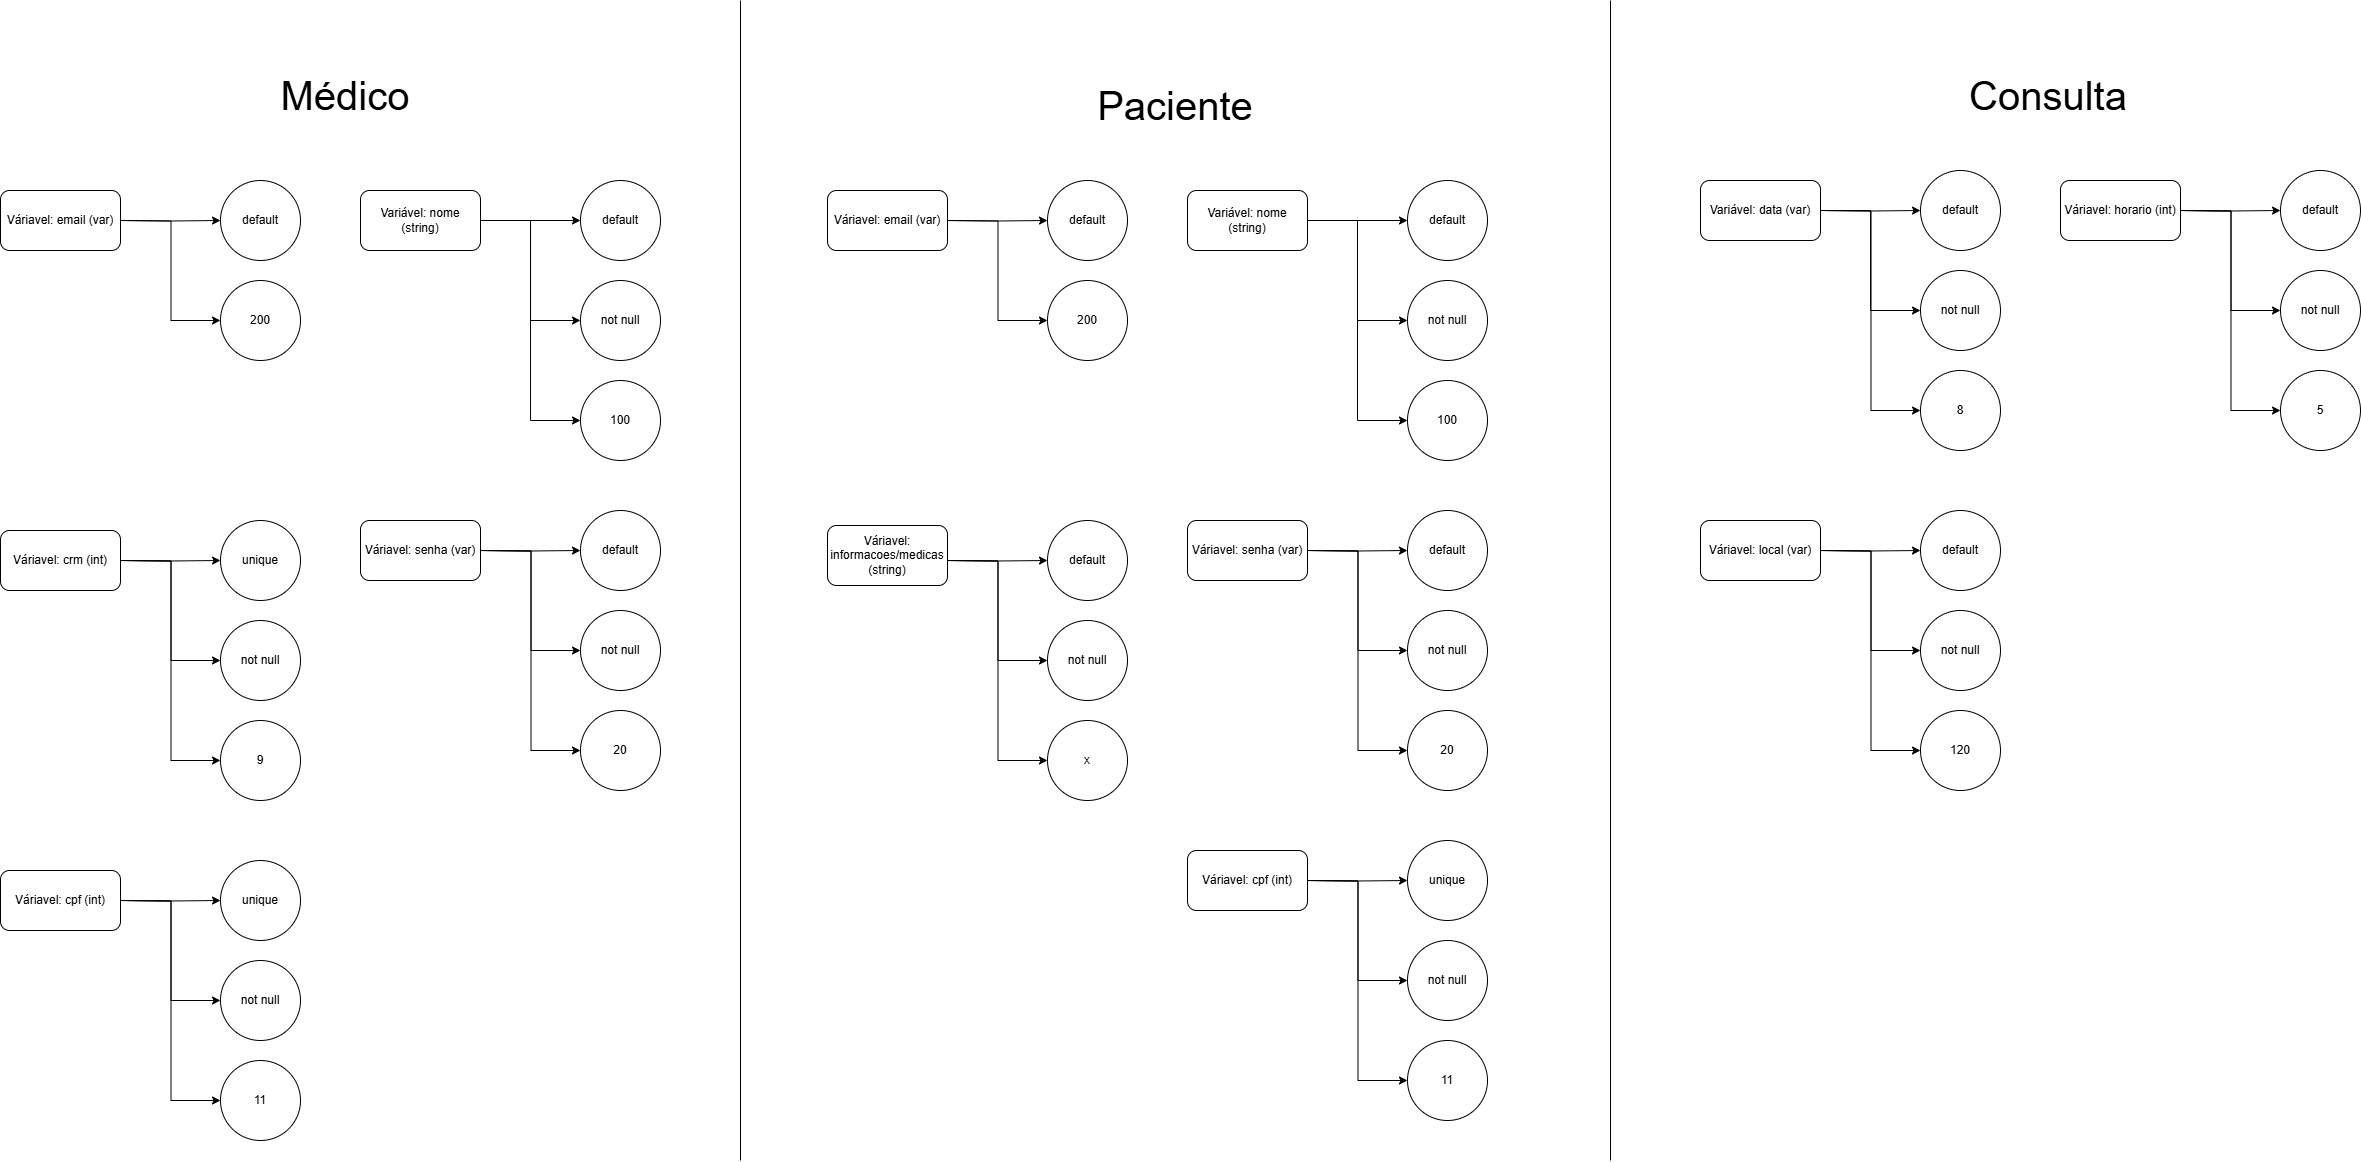 Médico
Váriavel: email (var)
default
200
Variável: nome
(string)
default
not null
100
Váriavel: crm (int)
unique
not null
9
Váriavel: senha (var)
default
not null
20
Váriavel: cpf (int)
unique
not null
11
Paciente
Váriavel: email (var)
default
200
Variável: nome
(string)
default
not null
100
Váriavel:
informacoes/medicas
(string)
default
not null
x
Váriavel: senha (var)
default
not null
20
Váriavel: cpf (int)
unique
not null
11
Consulta
Variável: data (var)
default
not null
8
Váriavel: horario (int)
default
not null
5
Váriavel: local (var)
default
not null
120